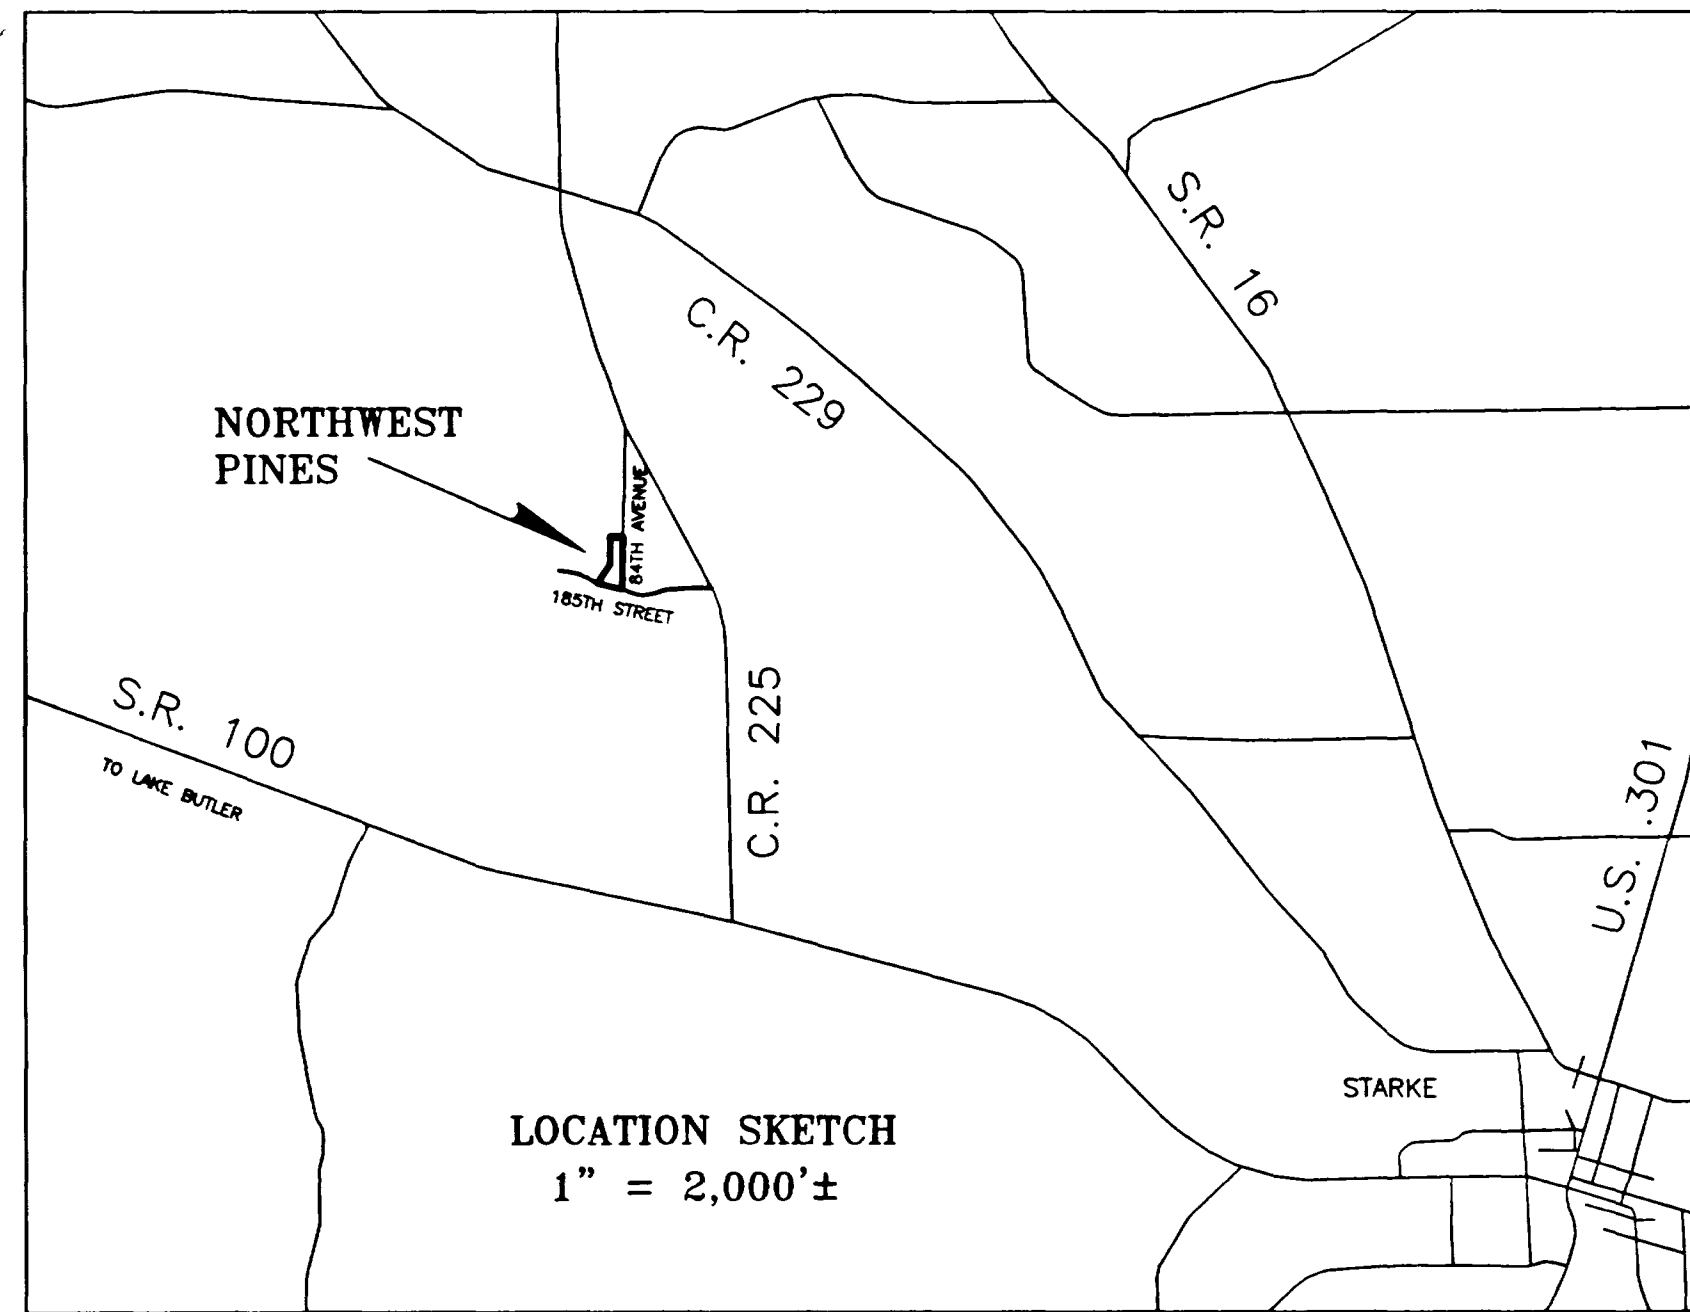 S.R. 16
C.R. 229
NORTHWEST
PINES
84TH AVENUE
185TH STREET
S.R. 100
TO LAKE BUTLER
C.R. 225
U.S. 301
STARKE
LOCATION SKETCH
1" = 2,000'±